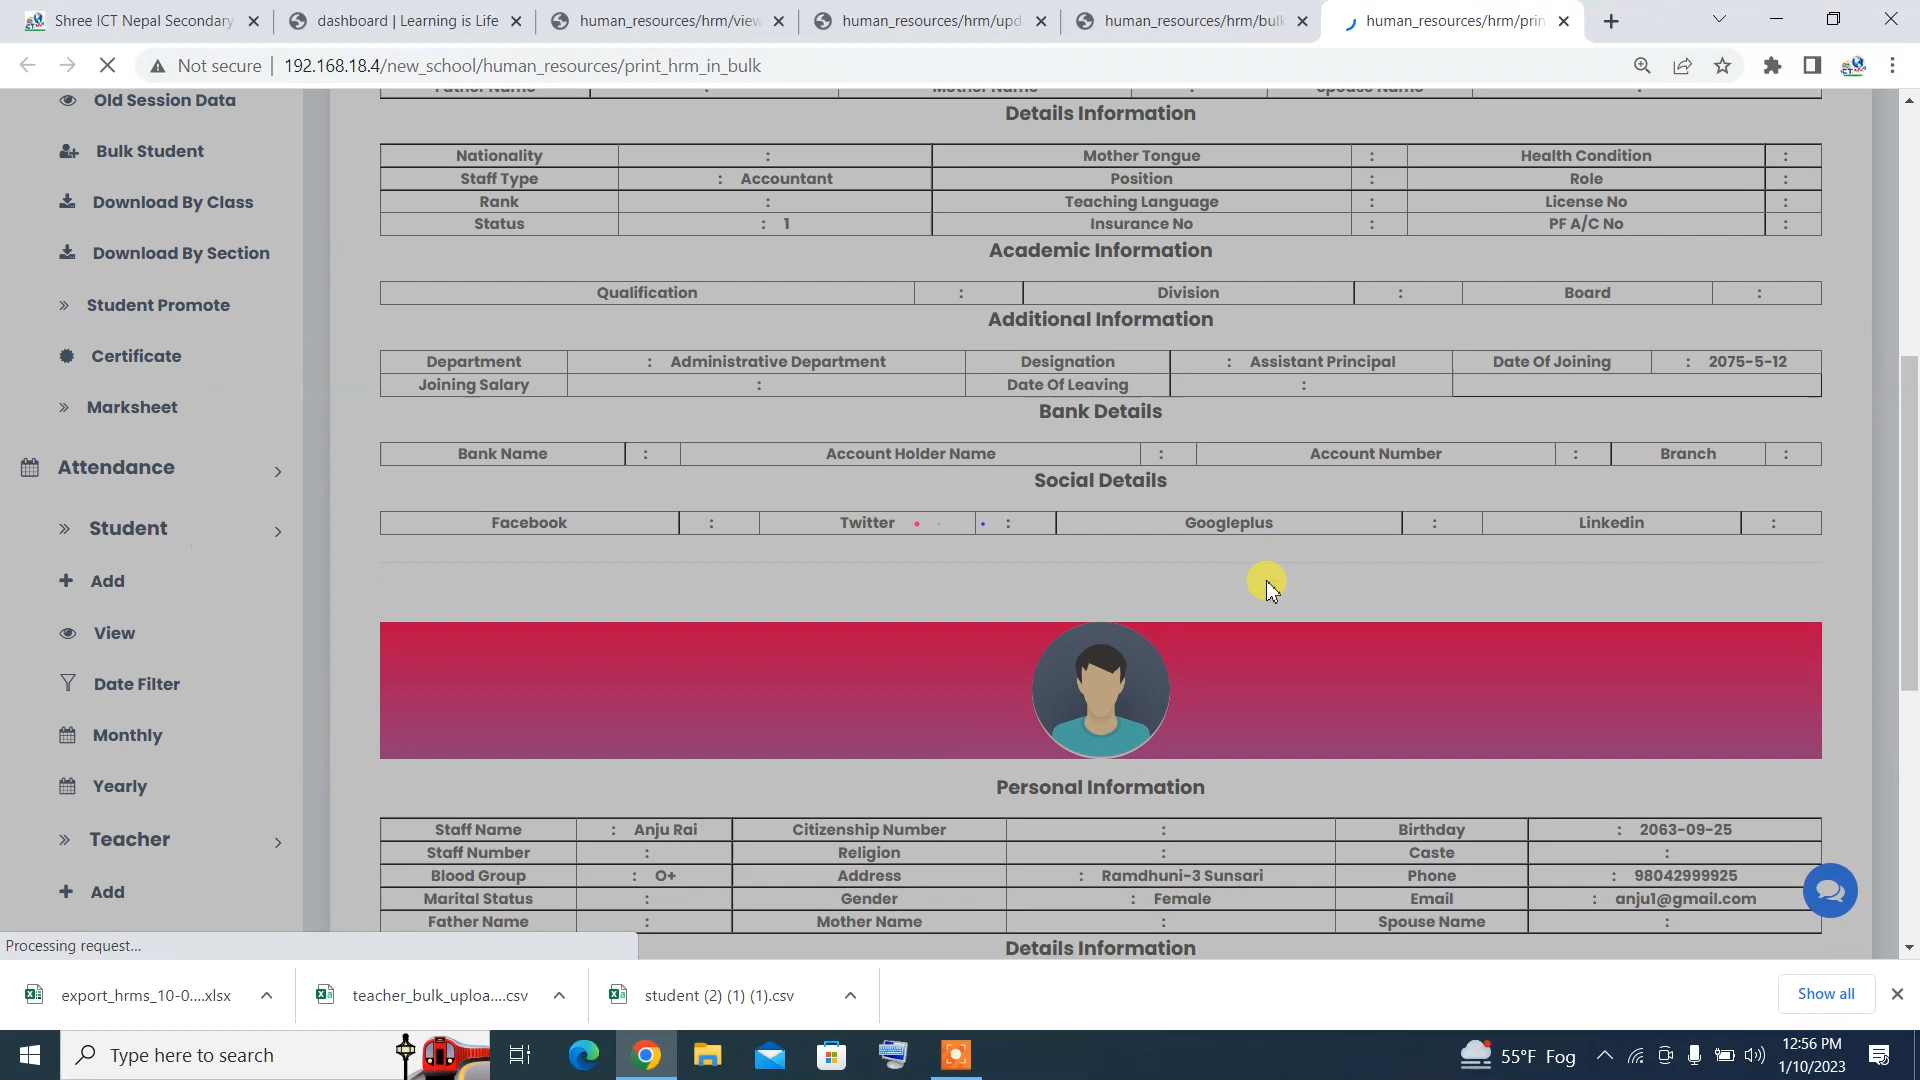 Shree ICT Nepal Secondary
dashboard | Learning is Life
human_resources/hrm/view
human_resources/hrm/upd
human_resources/hrm/bulk
human_resources/hrm/prin
Not secure
192.168.18.4/new_school/human_resources/print_hrm_in_bulk
Old Session Data
Bulk Student
Download By Class
Download By Section
» Student Promote
Certificate
» Marksheet
Attendance
» Student
+ Add
View
Date Filter
Monthly
Yearly
» Teacher
+ Add
Father Name : Mother Name : Spouse Name :
Details Information
Nationality : Mother Tongue : Health Condition :
Staff Type : Accountant Position : Role :
Rank : Teaching Language : License No :
Status : 1 Insurance No : PF A/C No :
Academic Information
Qualification : Division : Board :
Additional Information
Department : Administrative Department Designation : Assistant Principal Date Of Joining : 2075-5-12
Joining Salary : Date Of Leaving :
Bank Details
Bank Name : Account Holder Name : Account Number : Branch :
Social Details
Facebook : Twitter : Googleplus : Linkedin :
Personal Information
Staff Name : Anju Rai Citizenship Number : Birthday : 2063-09-25
Staff Number : Religion : Caste :
Blood Group : O+ Address : Ramdhuni-3 Sunsari Phone : 98042999925
Marital Status : Gender : Female Email : anju1@gmail.com
Father Name : Mother Name : Spouse Name :
Details Information
Processing request...
export_hrms_10-0....xlsx
teacher_bulk_uploa....csv
student (2) (1) (1).csv
Show all
Type here to search
55°F Fog
12:56 PM
1/10/2023